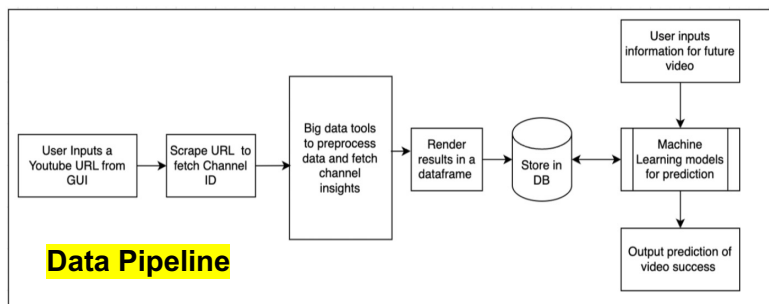 User Inputs a
Youtube URL from
GUI
Scrape URL to
fetch Channel
ID
Big data tools
to preprocess
data and fetch
channel
insights
Render
results in a
dataframe
Store in
DB
User inputs
information for future
video
Machine
Learning models
for prediction
Output prediction of
video success
Data Pipeline